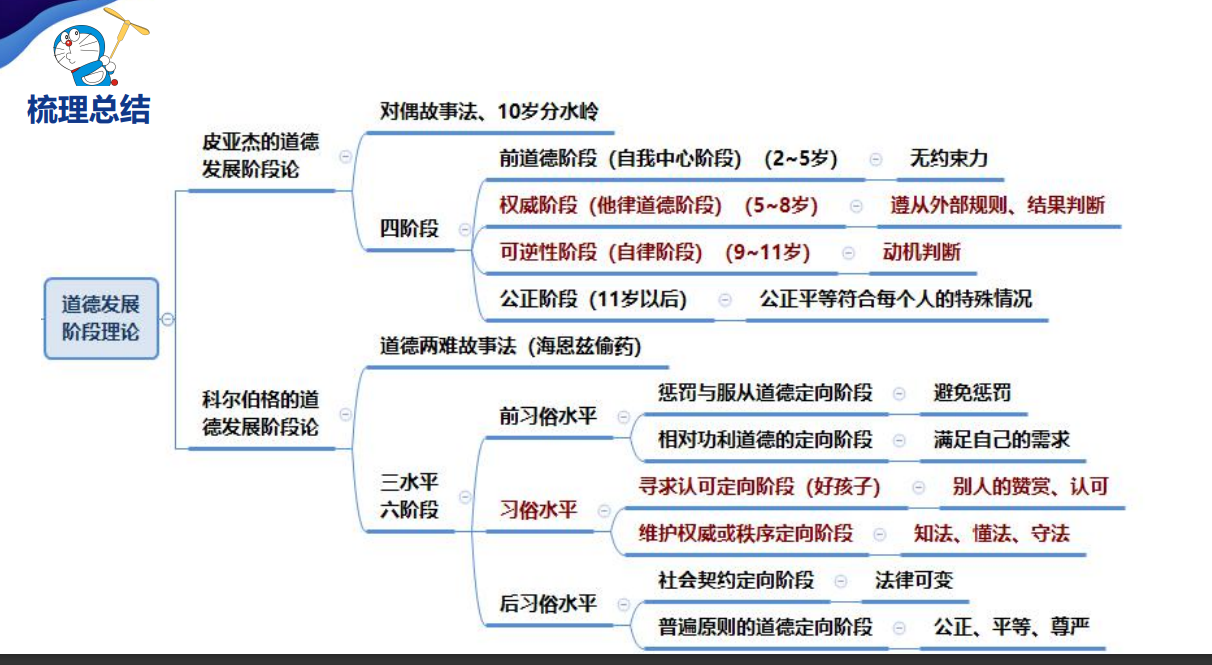 梳理总结
道德发展
阶段理论
皮亚杰的道德
发展阶段论
对偶故事法、10岁分水岭
四阶段
前道德阶段（自我中心阶段）（2~5岁）
无约束力
权威阶段（他律道德阶段）（5~8岁）
遵从外部规则、结果判断
可逆性阶段（自律阶段）（9~11岁）
动机判断
公正阶段（11岁以后）
公正平等符合每个人的特殊情况
科尔伯格的道
德发展阶段论
道德两难故事法（海恩兹偷药）
三水平
六阶段
前习俗水平
惩罚与服从道德定向阶段
避免惩罚
相对功利道德的定向阶段
满足自己的需求
习俗水平
寻求认可定向阶段（好孩子）
别人的赞赏、认可
维护权威或秩序定向阶段
知法、懂法、守法
后习俗水平
社会契约定向阶段
法律可变
普遍原则的道德定向阶段
公正、平等、尊严